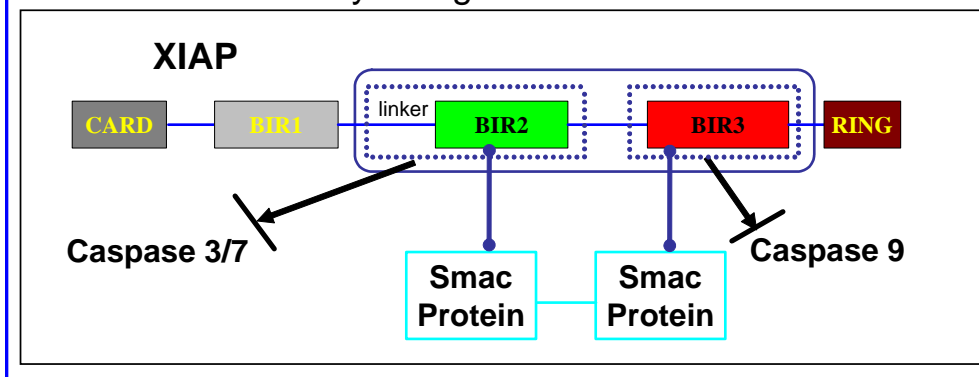 XIAP
linker
CARD
BIR1
BIR2
BIR3
RING
Caspase 3/7
Caspase 9
Smac
Protein
Smac
Protein